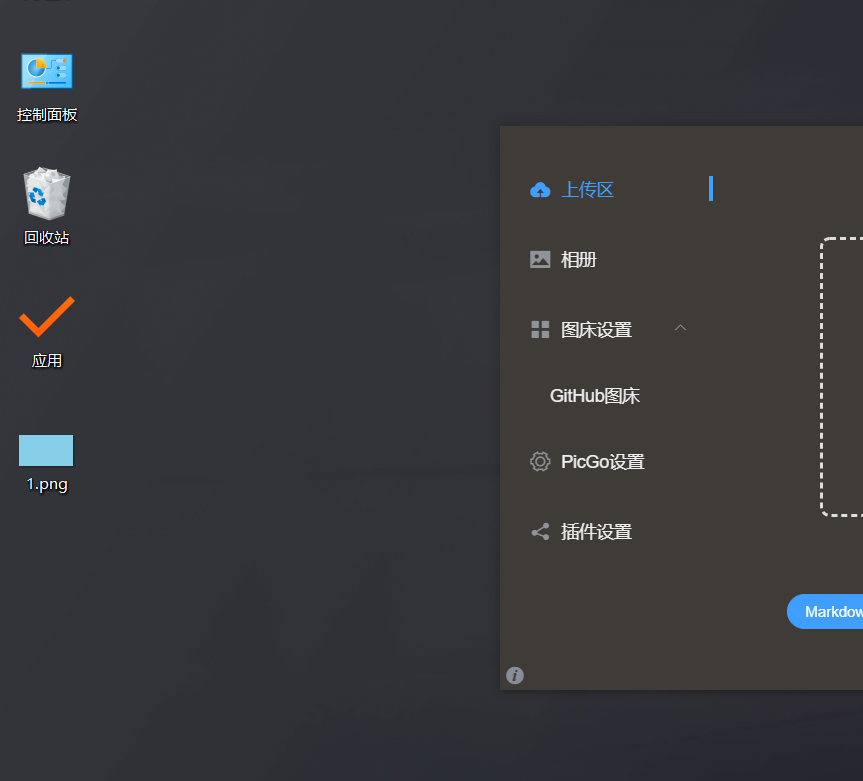 控制面板
回收站
应用
1.png
上传区
相册
图床设置
GitHub图床
PicGo设置
插件设置
Markdow